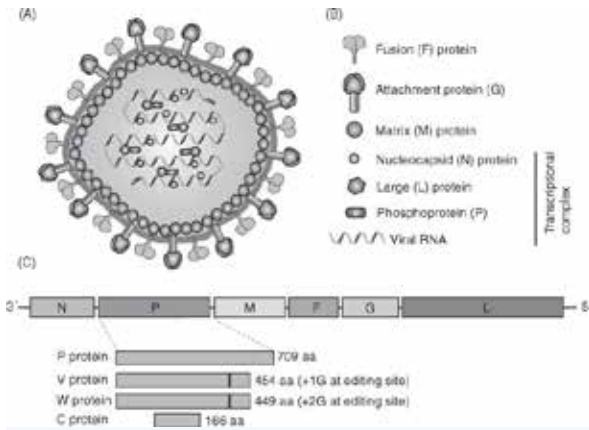 (A)
(B)
Fusion (F) protein
Attachment protein (G)
Matrix (M) protein
Nucleocapsid (N) protein
Large (L) protein
Phosphoprotein (P)
Viral RNA
Transcriptional
complex
(C)
3´ N P M F G L 5
P protein 709 aa
V protein 454 aa (+1G at editing site)
W protein 449 aa (+2G at editing site)
C protein 166 aa